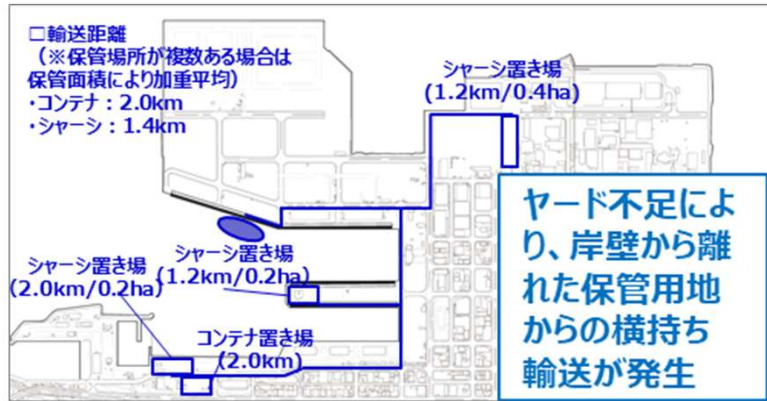 □輸送距離
(※保管場所が複数ある場合は
保管面積により加重平均)
・コンテナ：2.0km
・シャーシ：1.4km
シャーシ置き場
(1.2km/0.4ha)
シャーシ置き場
(1.2km/0.2ha)
シャーシ置き場
(2.0km/0.2ha)
コンテナ置き場
(2.0km)
ヤード不足によ
り、岸壁から離
れた保管用地
からの横持ち
輸送が発生